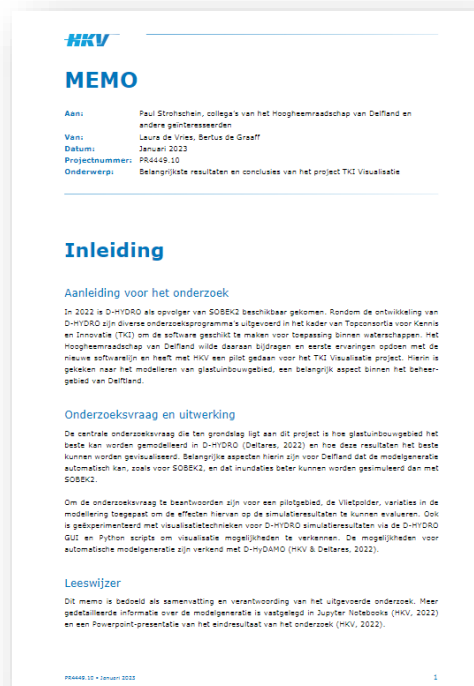 HKV
MEMO
Aan: Paul Strohschein, collega's van het Hoogheemraadschap van Delfland en
andere geïnteresseerden
Van: Laura de Vries, Bertus de Graaff
Datum: Januari 2023
Projectnummer: PR4449.10
Onderwerp: Belangrijkste resultaten en conclusies van het project TKI Visualisatie
Inleiding
Aanleiding voor het onderzoek
In 2022 is D-HYDRO als opvolger van SOBEK2 beschikbaar gekomen. Rondom de ontwikkeling van
D-HYDRO zijn diverse onderzoeksprogramma's uitgevoerd in het kader van Topconsortia voor Kennis
en Innovatie (TKI) om de software geschikt te maken voor toepassing binnen waterschappen. Het
Hoogheemraadschap van Delfland wilde daaraan bijdragen en eerste ervaringen opdoen met de
nieuwe softwarelijn en heeft met HKV een pilot gedaan voor het TKI Visualisatie project. Hierin is
gekeken naar het modelleren van glastuinbouwgebied, een belangrijk aspect binnen het beheer-
gebied van Delftland.
Onderzoeksvraag en uitwerking
De centrale onderzoeksvraag die ten grondslag ligt aan dit project is hoe glastuinbouwgebied het
beste kan worden gemodelleerd in D-HYDRO (Deltares, 2022) en hoe deze resultaten het beste
kunnen worden gevisualiseerd. Belangrijke aspecten hierin zijn voor Delfland dat de modelgeneratie
automatisch kan, zoals voor SOBEK2, en dat inundaties beter kunnen worden gesimuleerd dan met
SOBEK2.
Om de onderzoeksvraag te beantwoorden zijn voor een pilotgebied, de Vlietpolder, variaties in de
modellering toegepast om de effecten hiervan op de simulatieresultaten te kunnen evalueren. Ook
is geëxperimenteerd met visualisatietechnieken voor D-HYDRO simulatieresultaten via de D-HYDRO
GUI en Python scripts om visualisatie mogelijkheden te verkennen. De mogelijkheden voor
automatische modelgeneratie zijn verkend met D-HyDAMO (HKV & Deltares, 2022).
Leeswijzer
Dit memo is bedoeld als samenvatting en verantwoording van het uitgevoerde onderzoek. Meer
gedetailleerde informatie over de modelgeneratie is vastgelegd in Jupyter Notebooks (HKV, 2022)
en een Powerpoint-presentatie van het eindresultaat van het onderzoek (HKV, 2022).
PR4449.10 • Januari 2023 1